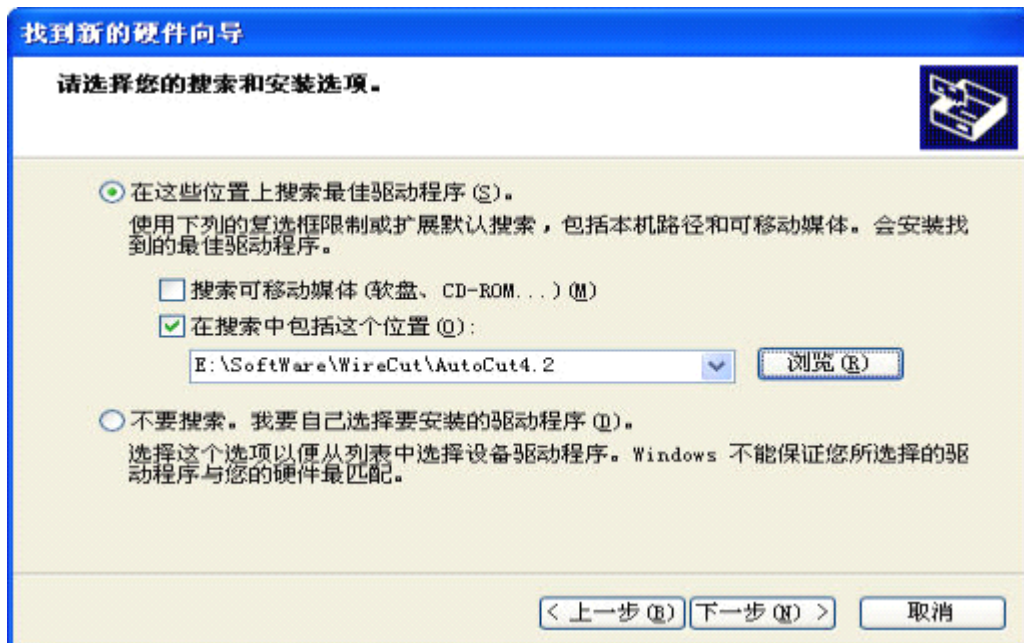 找到新的硬件向导
请选择您的搜索和安装选项。
在这些位置上搜索最佳驱动程序(S)。
使用下列的复选框限制或扩展默认搜索，包括本机路径和可移动媒体。会安装找
到的最佳驱动程序。
搜索可移动媒体(软盘、CD-ROM...)(M)
在搜索中包括这个位置(O):
E:\SoftWare\WireCut\AutoCut4.2
浏览(R)
不要搜索。我要自己选择要安装的驱动程序(D)。
选择这个选项以便从列表中选择设备驱动程序。Windows 不能保证您所选择的驱
动程序与您的硬件最匹配。
< 上一步(B) 下一步(N) > 取消